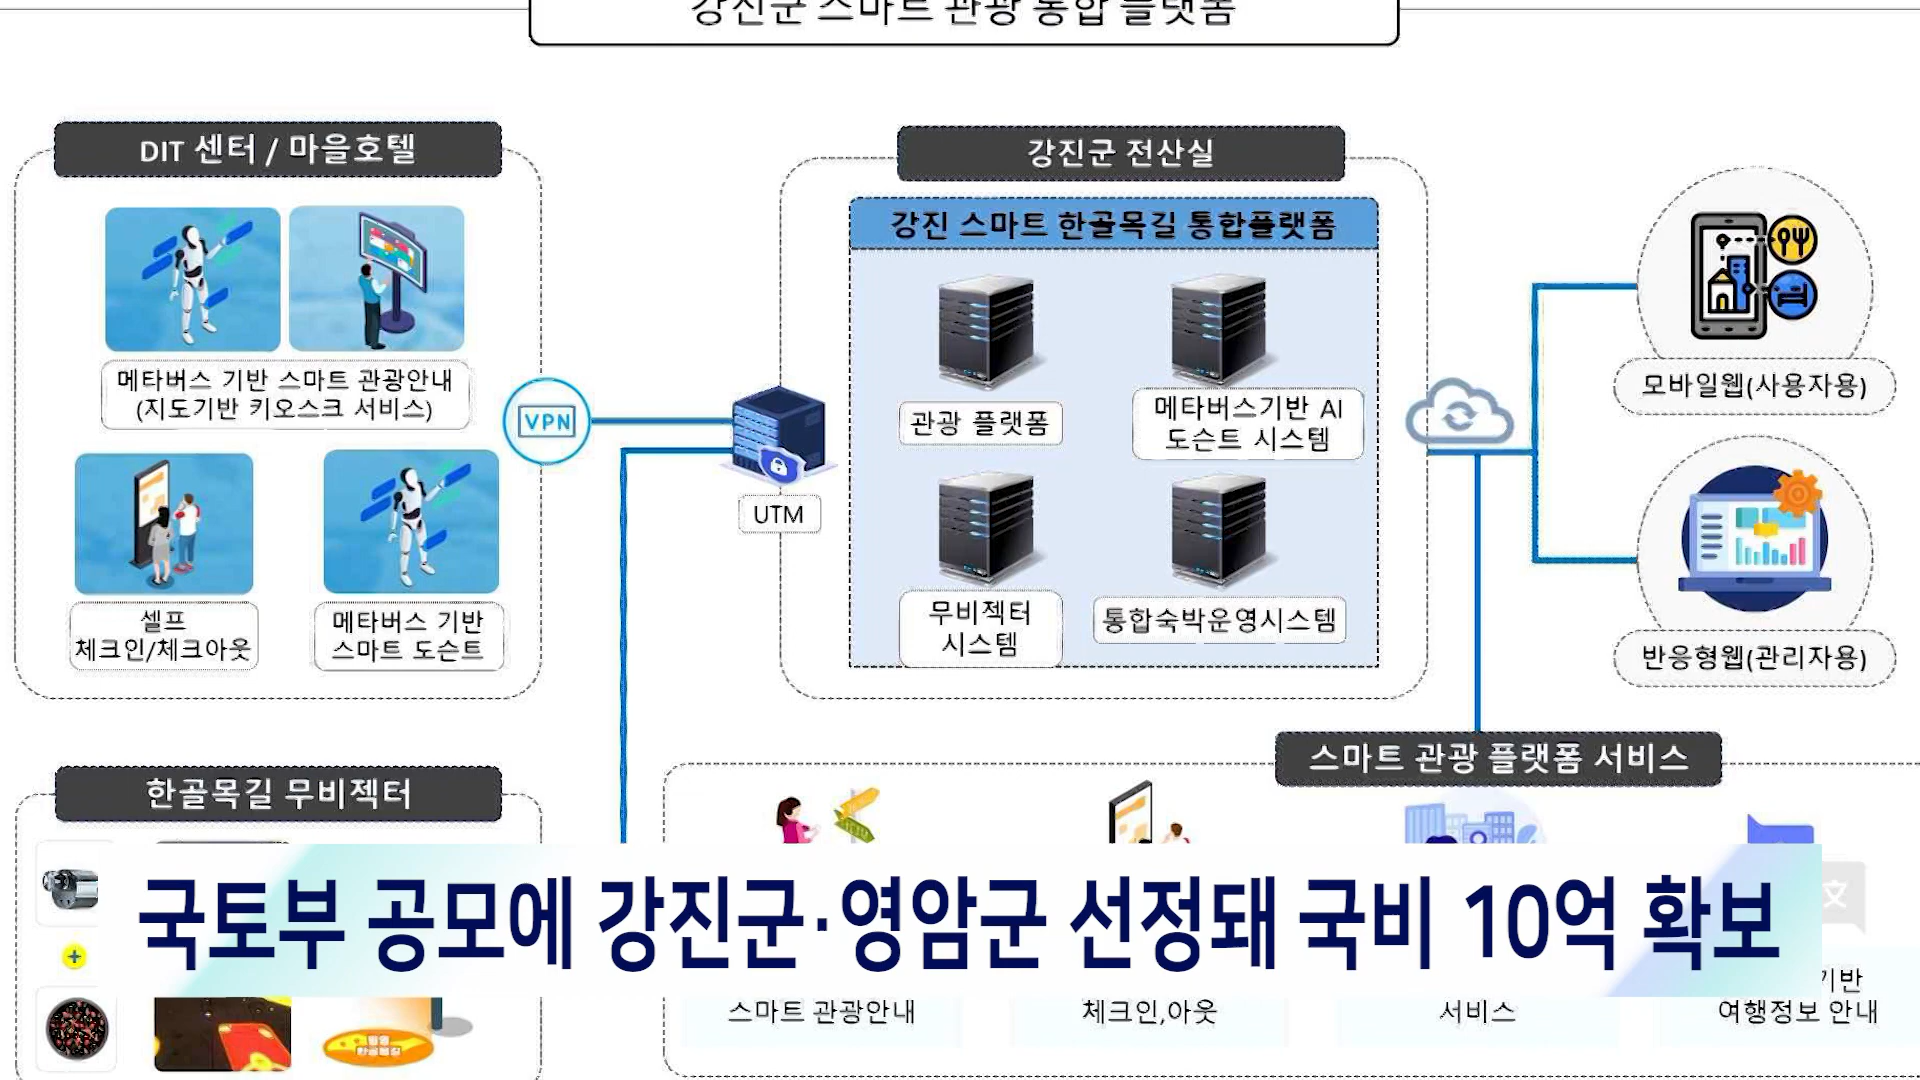 강진군 스마트 관광 통합 플랫폼
DIT 센터 / 마을호텔
메타버스 기반 스마트 관광안내
(지도기반 키오스크 서비스)
셀프
체크인/체크아웃
메타버스 기반
스마트 도슨트
VPN
UTM
강진군 전산실
강진 스마트 한골목길 통합플랫폼
관광 플랫폼
메타버스기반 AI
도슨트 시스템
무비젝터
시스템
통합숙박운영시스템
모바일웹(사용자용)
반응형웹(관리자용)
한골목길 무비젝터
스마트 관광 플랫폼 서비스
국토부 공모에 강진군·영암군 선정돼 국비 10억 확보
스마트 관광안내
체크인,아웃
서비스
기반
여행정보 안내